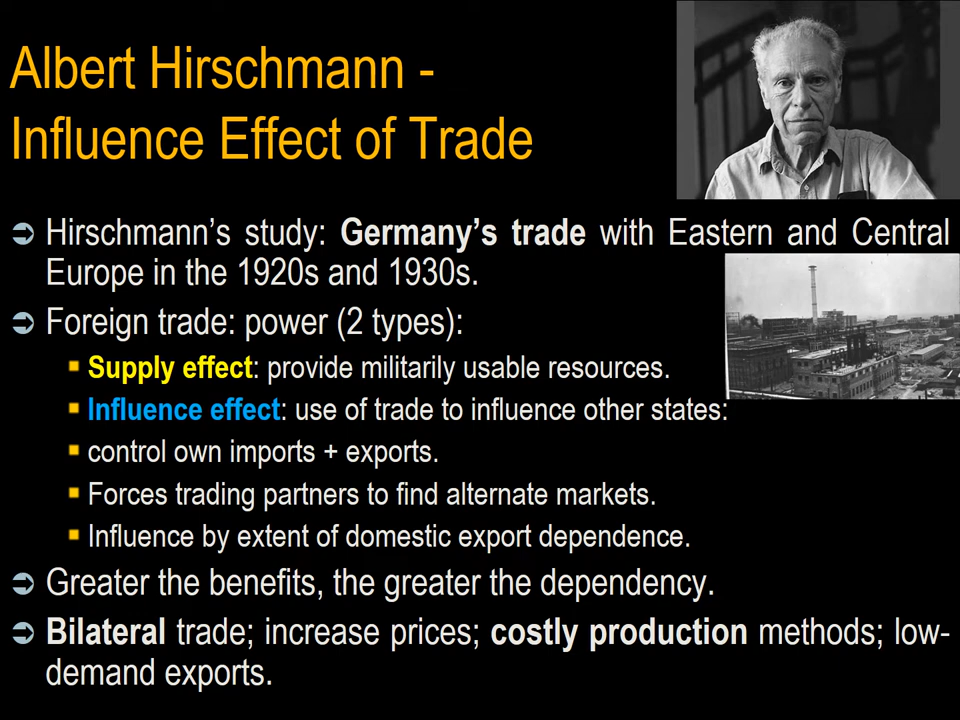 Albert Hirschmann -
Influence Effect of Trade
Hirschmann's study: Germany's trade with Eastern and Central
Europe in the 1920s and 1930s.
Foreign trade: power (2 types):
Supply effect: provide militarily usable resources.
Influence effect: use of trade to influence other states:
control own imports + exports.
Forces trading partners to find alternate markets.
Influence by extent of domestic export dependence.
Greater the benefits, the greater the dependency.
Bilateral trade; increase prices; costly production methods; low-
demand exports.